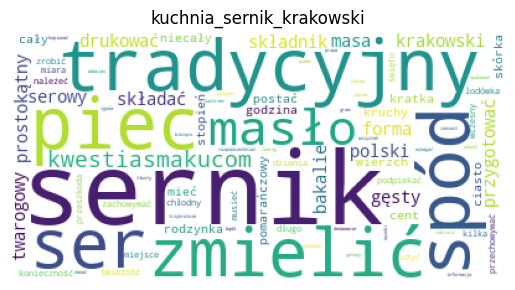 kuchnia_sernik_krakowski
cały
drukować
niecały
składnik
masa
krakowski
skórka
tradycyjny
zrobić
miara
należeć
serowy
składać
stopień
postać
godzina
kratka
lodówka
prostokątny
piec
masło
kruchy
forma
przygotować
kwestiasmakucom
polski
wierzch
bakalie
spód
twarogowy
sernik
dzienia
podpiekać
ciasto
mieć
chłodny
pomarańczowy
gęsty
przeszkoda
zachowywać
musieć
cent
ser
zmielić
rodzynka
długo
kilka
przechowywać
miejsce
użyć
konieczność
świeżość
informacja